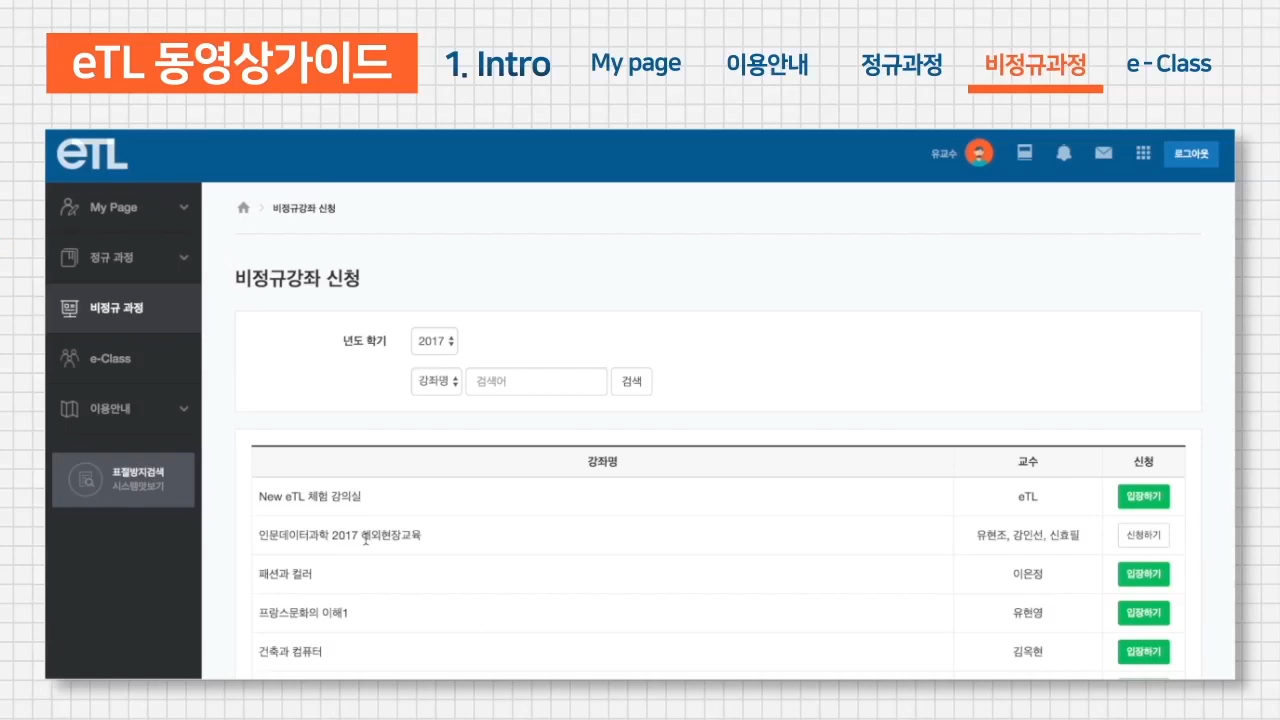 eTL 동영상가이드
1. Intro
My page
이용안내
정규과정
비정규과정
e-Class
eTL
유교수
로그아웃
My Page
정규 과정
비정규 과정
e-Class
이용안내
표절방지검색
시스템맛보기
비정규강좌 신청
비정규강좌 신청
년도 학기 2017
강좌명 검색어 검색
강좌명 교수 신청
New eTL 체험 강의실 eTL 입장하기
인문데이터과학 2017 해외현장교육 유현조, 강인선, 신효필 신청하기
패션과 컬러 이은정 입장하기
프랑스문화의 이해1 유현영 입장하기
건축과 컴퓨터 김옥현 입장하기